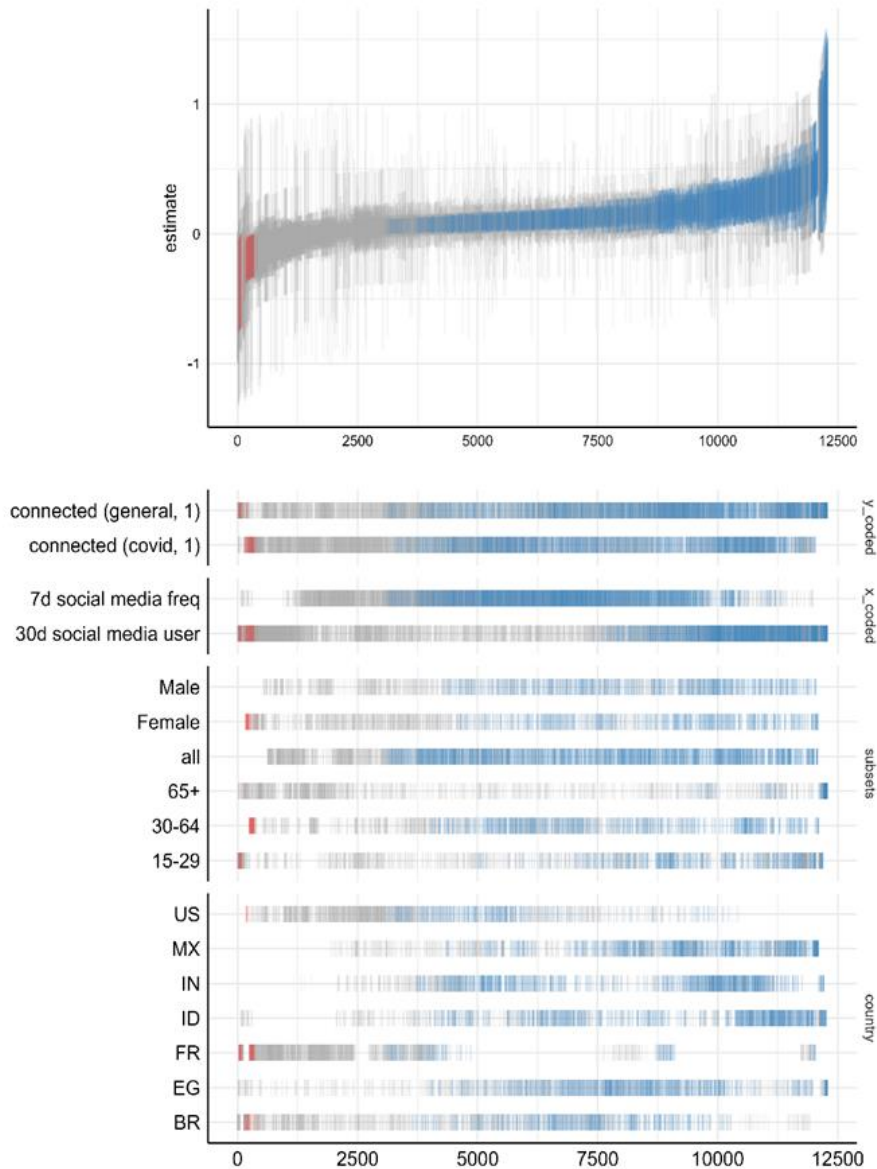 1
0
-1
estimate
0 2500 5000 7500 10000 12500
connected (general, 1)
connected (covid, 1)
y_coded
7d social media freq
30d social media user
x_coded
Male
Female
all
65+
30-64
15-29
subsets
US
MX
IN
ID
FR
EG
BR
country
0 2500 5000 7500 10000 12500